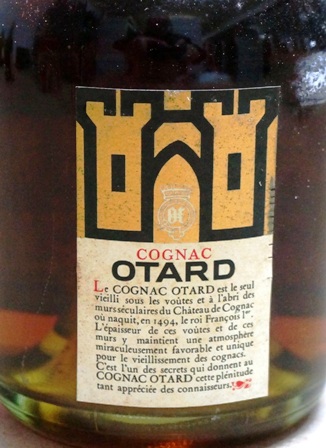 COGNAC
OTARD
Le COGNAC OTARD est le seul
vieilli sous les voûtes et à l'abri des
murs séculaires du Château de Cognac
où naquit, en 1494, le roi François 1er.
L'épaisseur de ces voûtes et de ces
murs y maintient une atmosphère
miraculeusement favorable et unique
pour le vieillissement des cognacs.
C'est l'un des secrets qui donnent au
COGNAC OTARD cette plénitude
tant appréciée des connaisseurs.